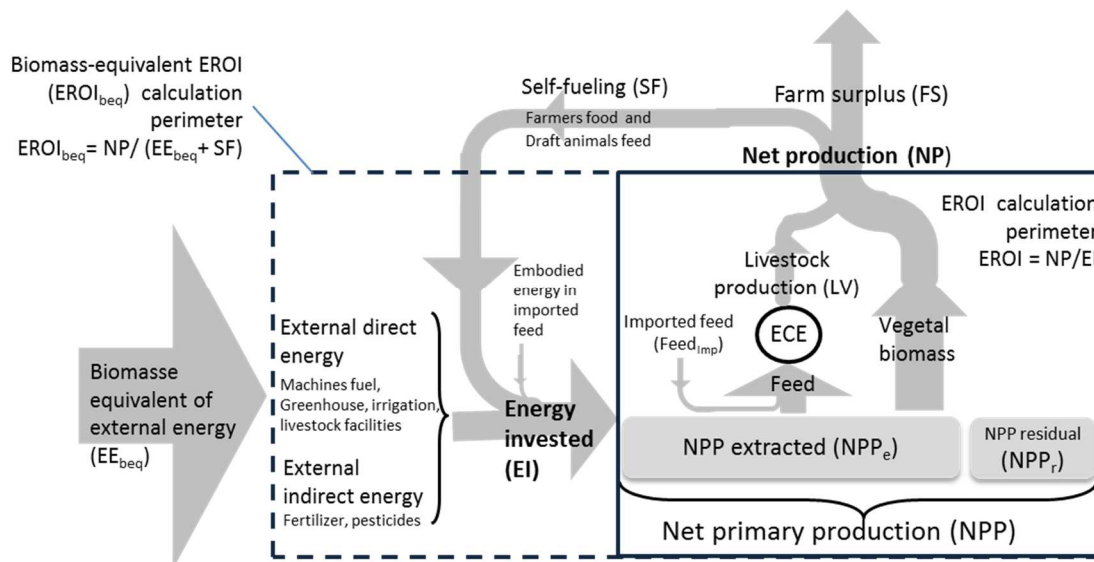 Biomass-equivalent EROI
(EROIbeq) calculation
perimeter
EROIbeq= NP/ (EEbeq+ SF)
Self-fueling (SF)
Farmers food and
Draft animals feed
Farm surplus (FS)
Net production (NP)
EROI calculation
perimeter
EROI = NP/EI
Biomasse
equivalent of
external energy
(EEbeq)
External direct
energy
Machines fuel,
Greenhouse, irrigation,
livestock facilities
External
indirect energy
Fertilizer, pesticides
Embodied
energy in
imported
feed
Energy
invested
(EI)
Livestock
production (LV)
Imported feed
(FeedImp)
ECE
Feed
Vegetal
biomass
NPP extracted (NPPe)
NPP residual
(NPPr)
Net primary production (NPP)